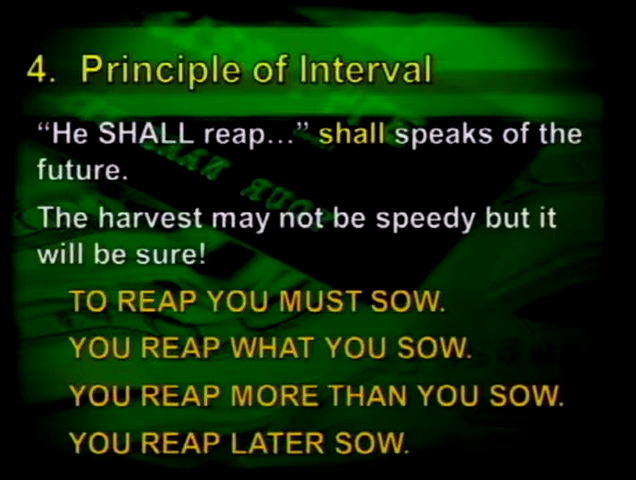 4. Principle of Interval
“He SHALL reap...” shall speaks of the
future.
The harvest may not be speedy but it
will be sure!
TO REAP YOU MUST SOW.
YOU REAP WHAT YOU SOW.
YOU REAP MORE THAN YOU SOW.
YOU REAP LATER SOW.